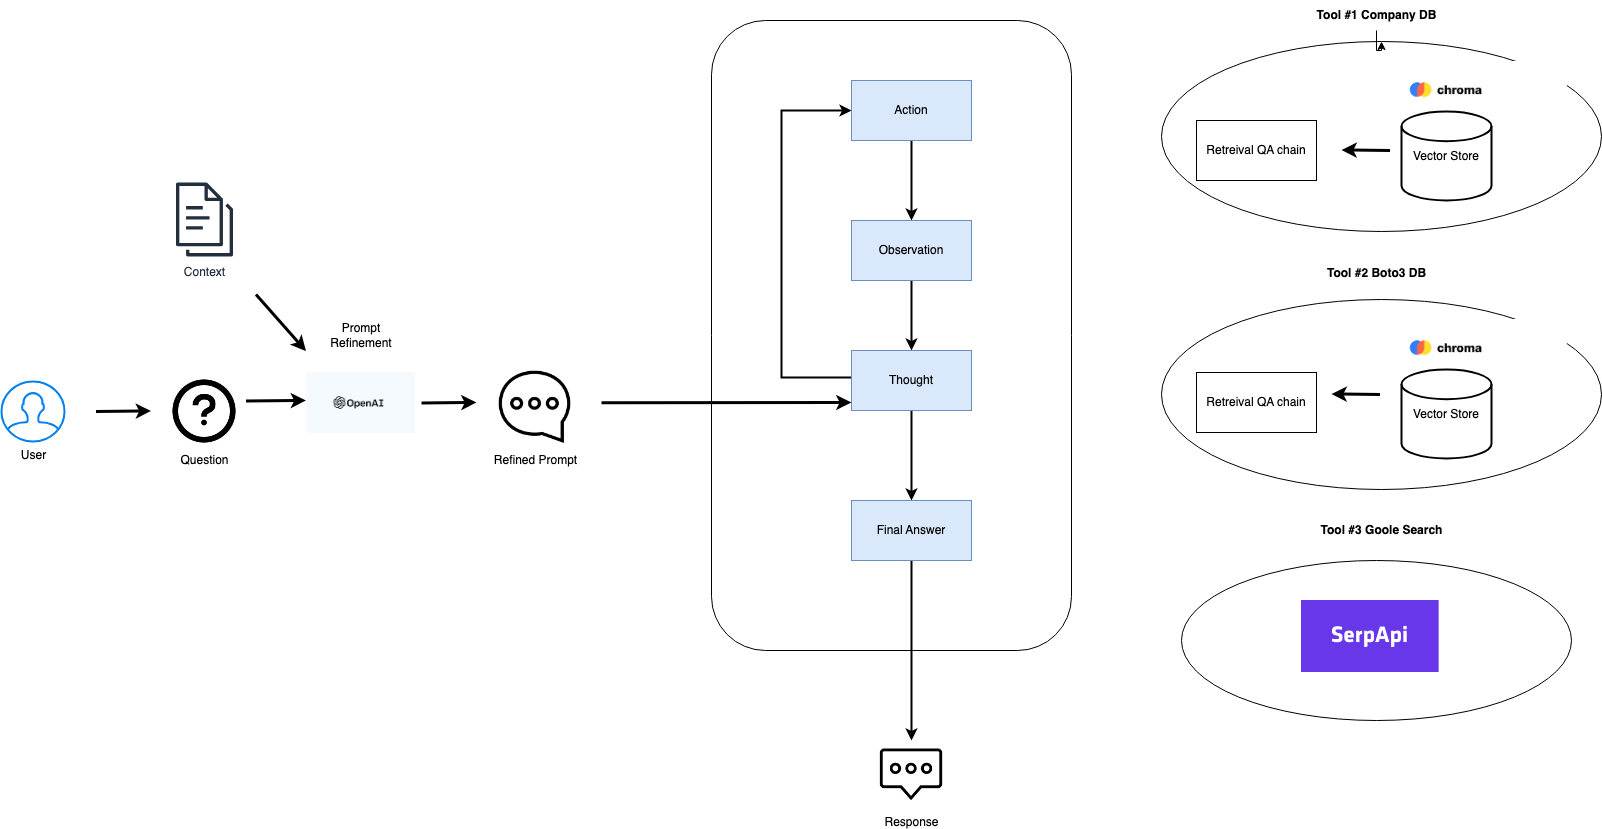 Tool #1 Company DB
chroma
Retreival QA chain
Vector Store
Action
Observation
Thought
Final Answer
Response
Context
Prompt
Refinement
OpenAI
User
Question
Refined Prompt
Tool #2 Boto3 DB
chroma
Retreival QA chain
Vector Store
Tool #3 Goole Search
SerpApi